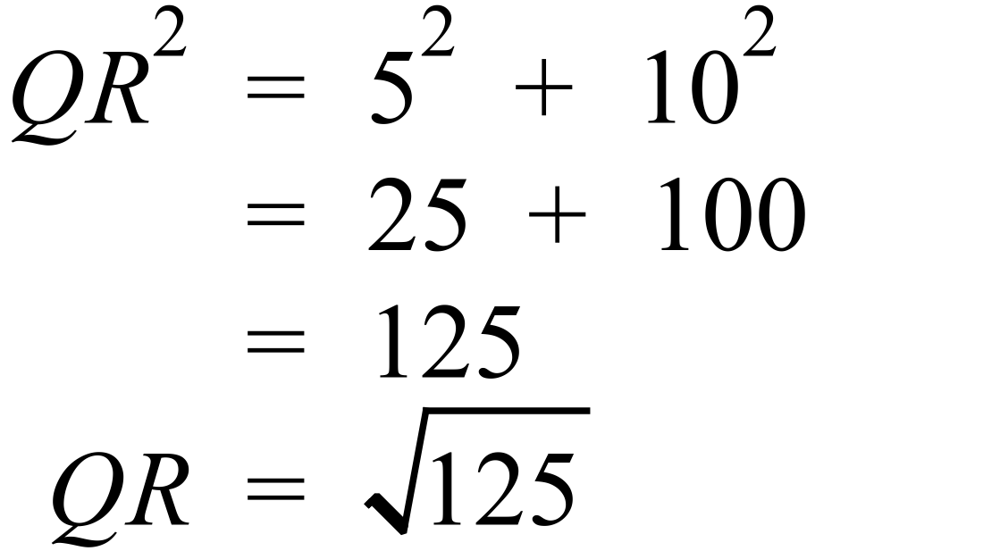 QR² = 5² + 10²
= 25 + 100
= 125
QR = √125